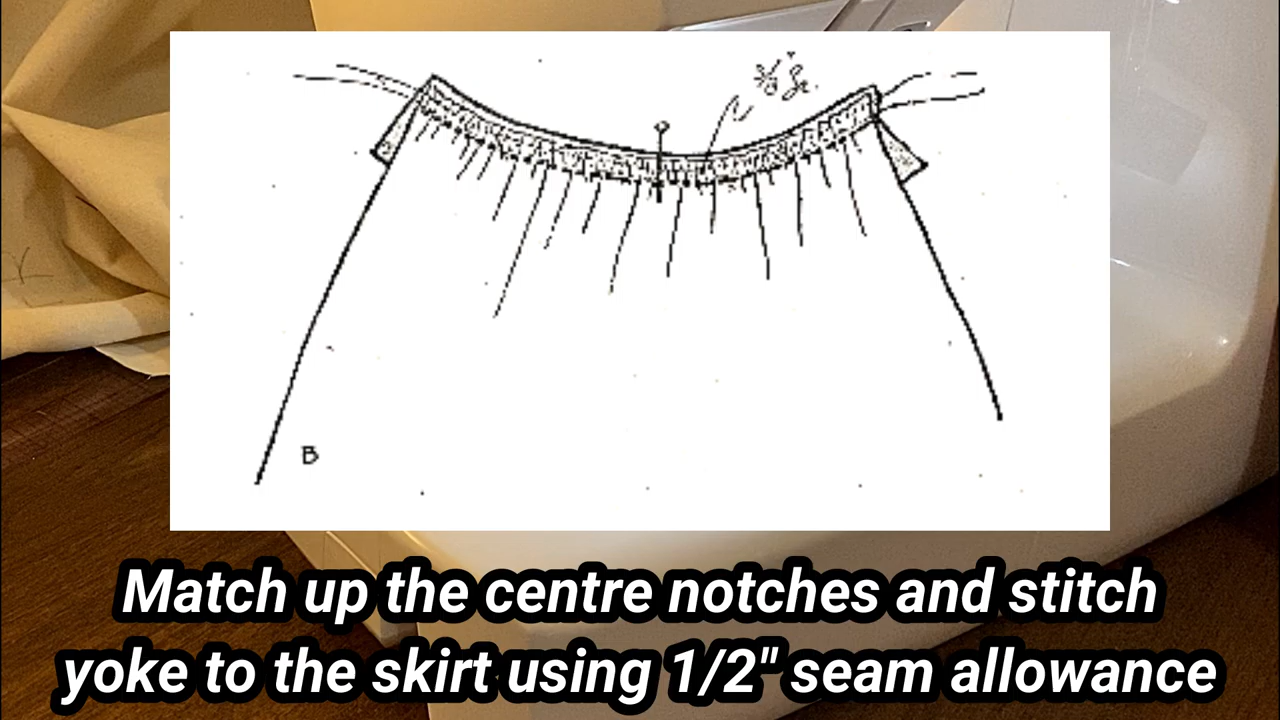 B
Match up the centre notches and stitch
yoke to the skirt using 1/2" seam allowance